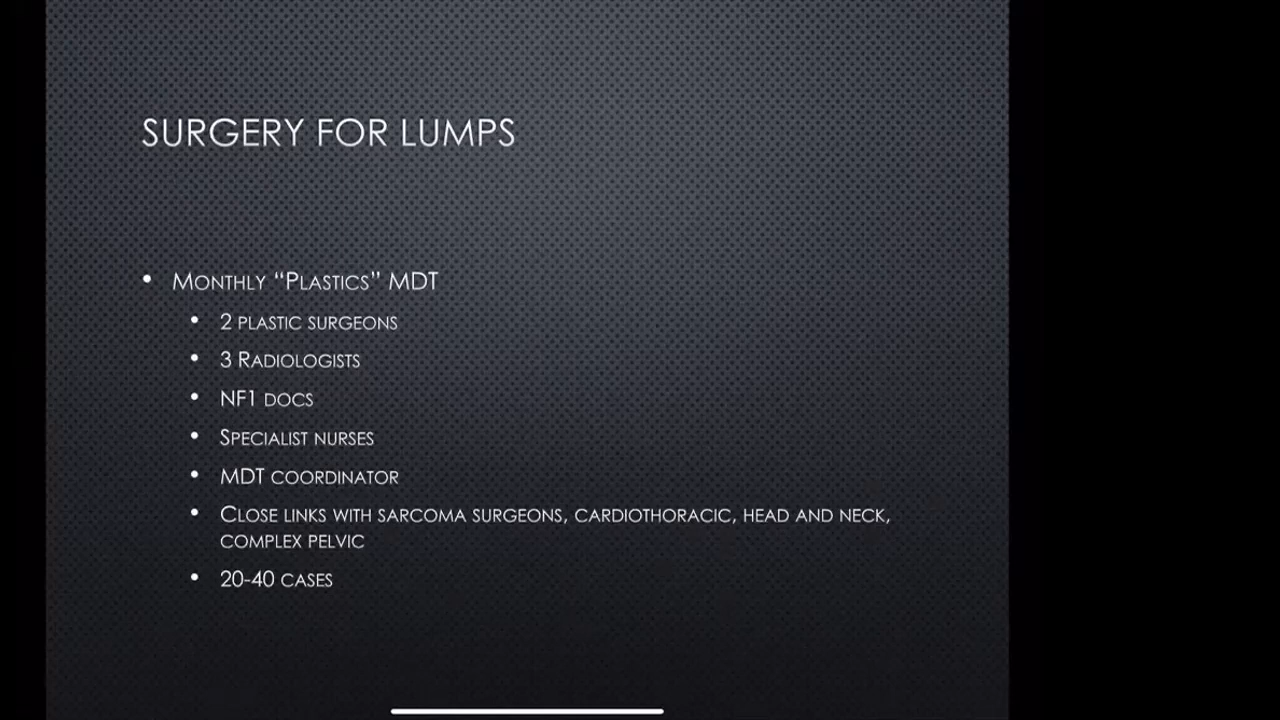 SURGERY FOR LUMPS
• MONTHLY “PLASTICS” MDT
• 2 PLASTIC SURGEONS
• 3 RADIOLOGISTS
• NF1 DOCS
• SPECIALIST NURSES
• MDT COORDINATOR
• CLOSE LINKS WITH SARCOMA SURGEONS, CARDIOTHORACIC, HEAD AND NECK,
COMPLEX PELVIC
• 20-40 CASES